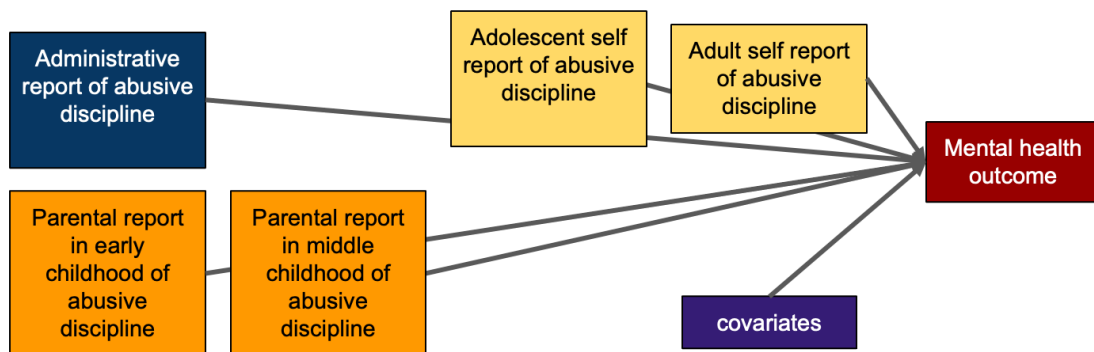 Administrative
report of abusive
discipline
Adolescent self
report of abusive
discipline
Adult self report
of abusive
discipline
Mental health
outcome
Parental report
in early
childhood of
abusive
discipline
Parental report
in middle
childhood of
abusive
discipline
covariates